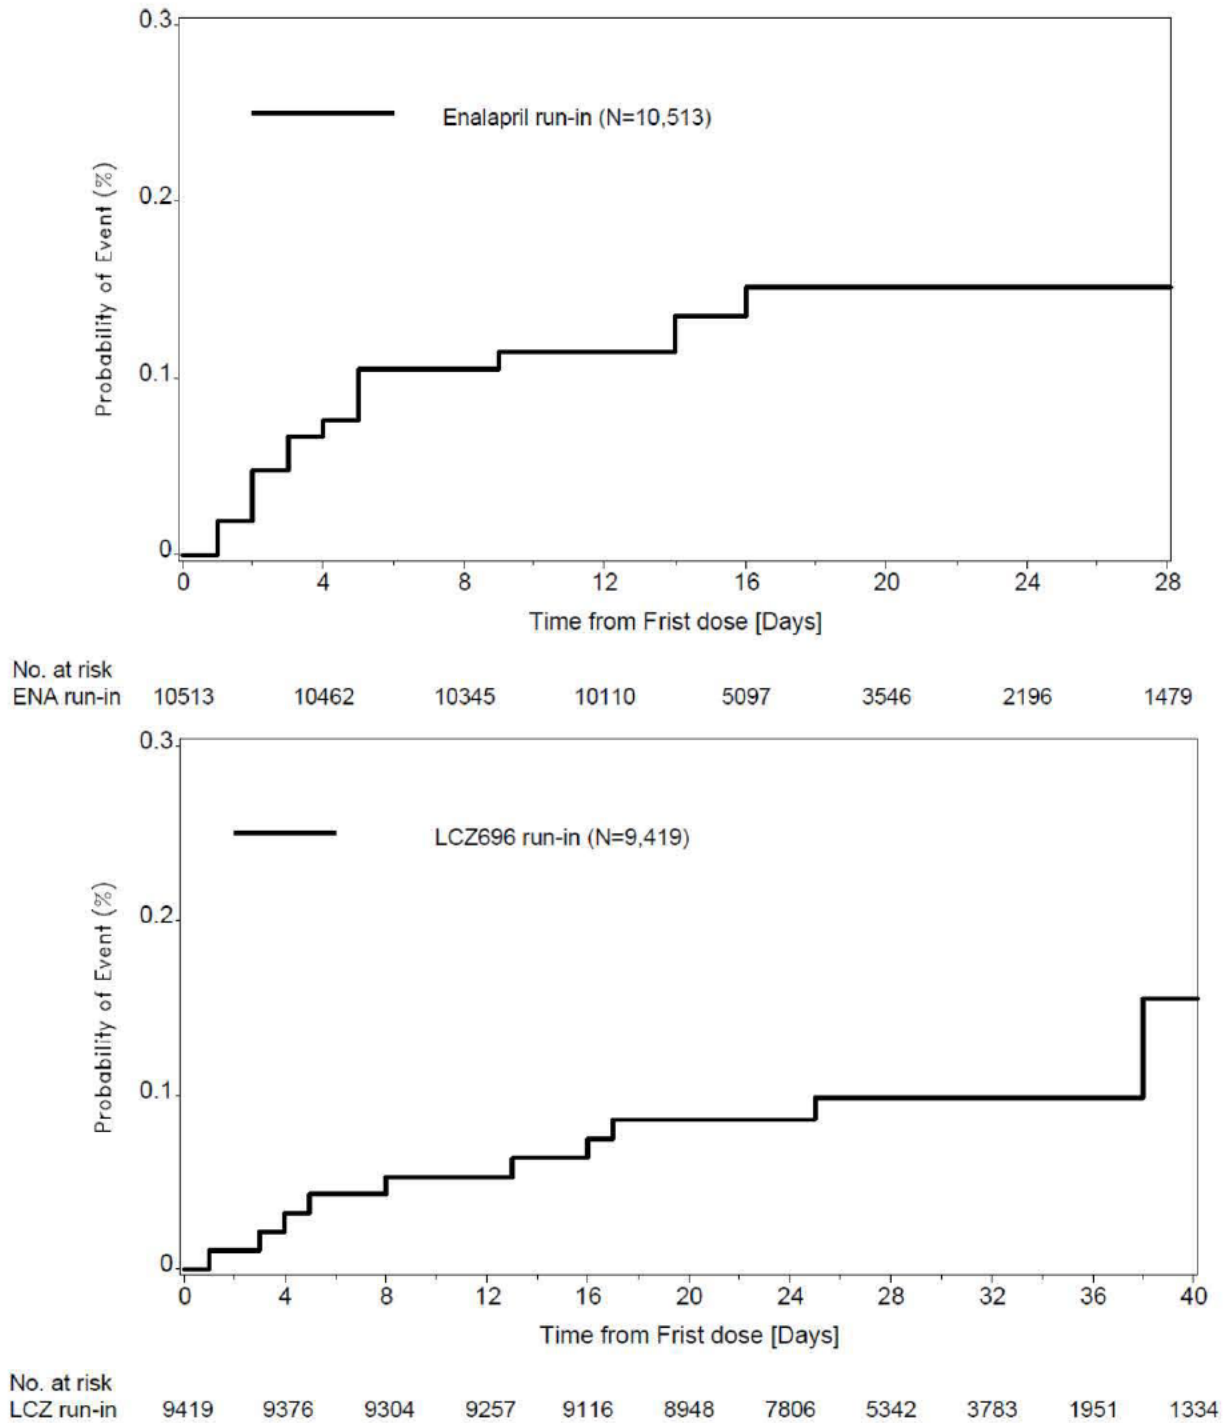 0.3
Enalapril run-in (N=10,513)
0.2
Probability of Event (%)
0.1
0
0 4 8 12 16 20 24 28
Time from Frist dose [Days]
No. at risk
ENA run-in 10513 10462 10345 10110 5097 3546 2196 1479
0.3
LCZ696 run-in (N=9,419)
0.2
Probability of Event (%)
0.1
0
0 4 8 12 16 20 24 28 32 36 40
Time from Frist dose [Days]
No. at risk
LCZ run-in 9419 9376 9304 9257 9116 8948 7806 5342 3783 1951 1334